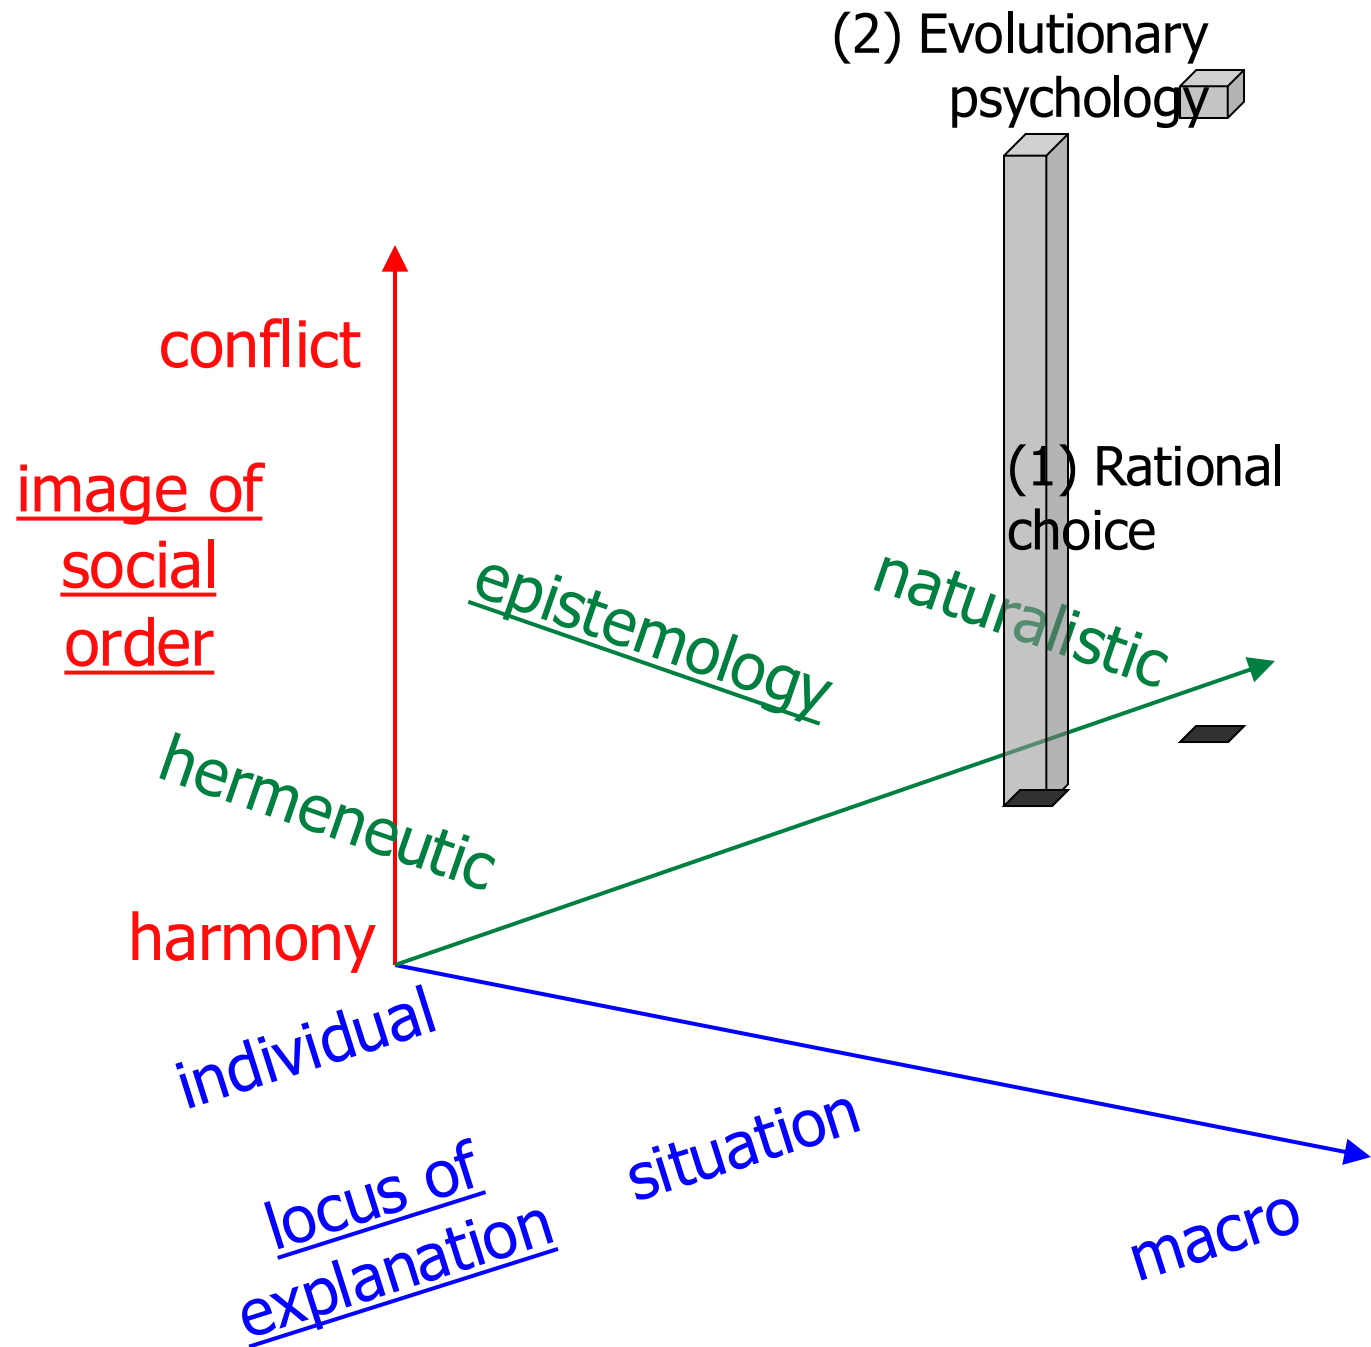 (2) Evolutionary
psychology
conflict
(1) Rational
choice
image of
social
order
epistemology
naturalistic
hermeneutic
harmony
individual
locus of
explanation
situation
macro